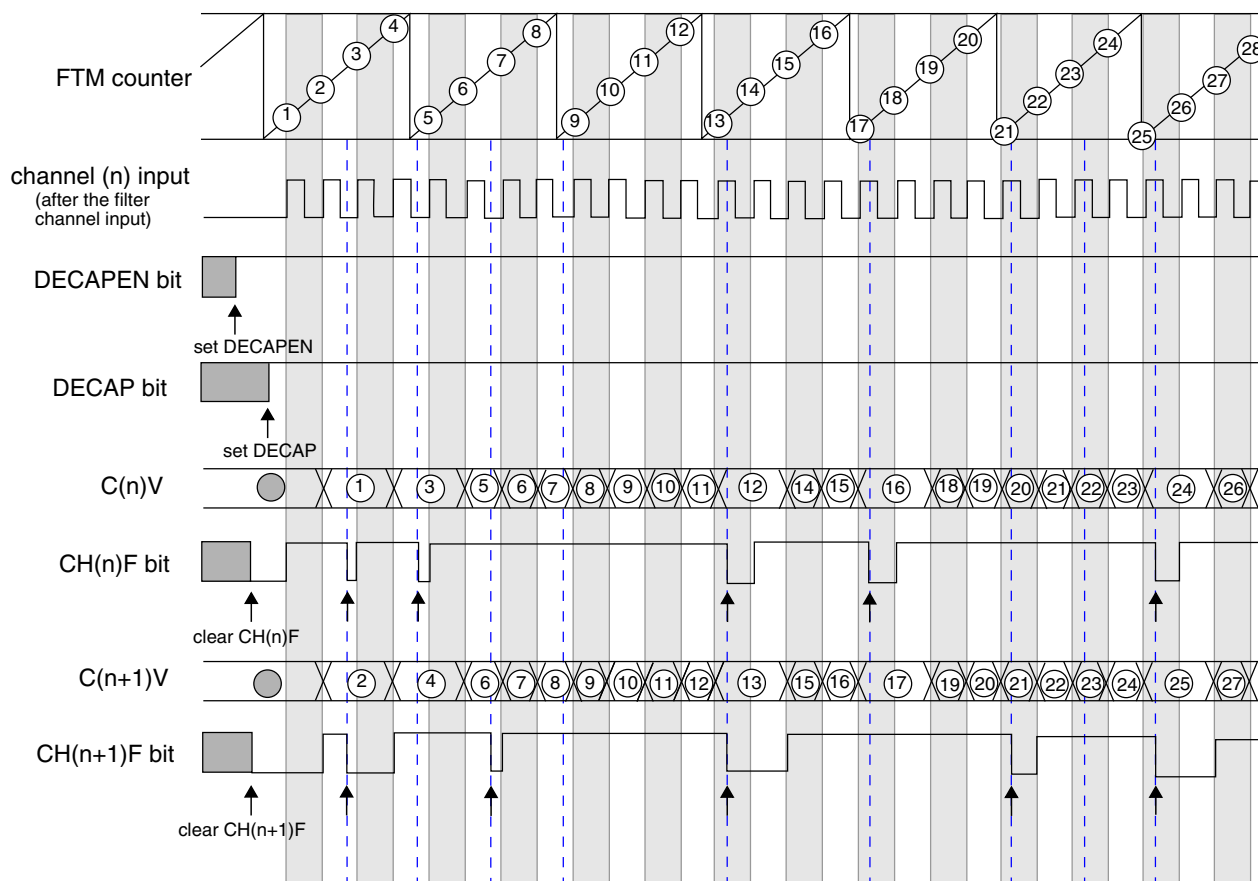 4 8 12 16 20 24 28
3 7 11 15 19 23 27
FTM counter
2 6 10 14 18 22 26
1 5 9 13 17 21 25
channel (n) input
(after the filter
channel input)
DECAPEN bit
set DECAPEN
DECAP bit
set DECAP
C(n)V 1 3 5 6 7 8 9 10 11 12 14 15 16 18 19 20 21 22 23 24 26
CH(n)F bit
clear CH(n)F
C(n+1)V 2 4 6 7 8 9 10 11 12 13 15 16 17 19 20 21 22 23 24 25 27
CH(n+1)F bit
clear CH(n+1)F